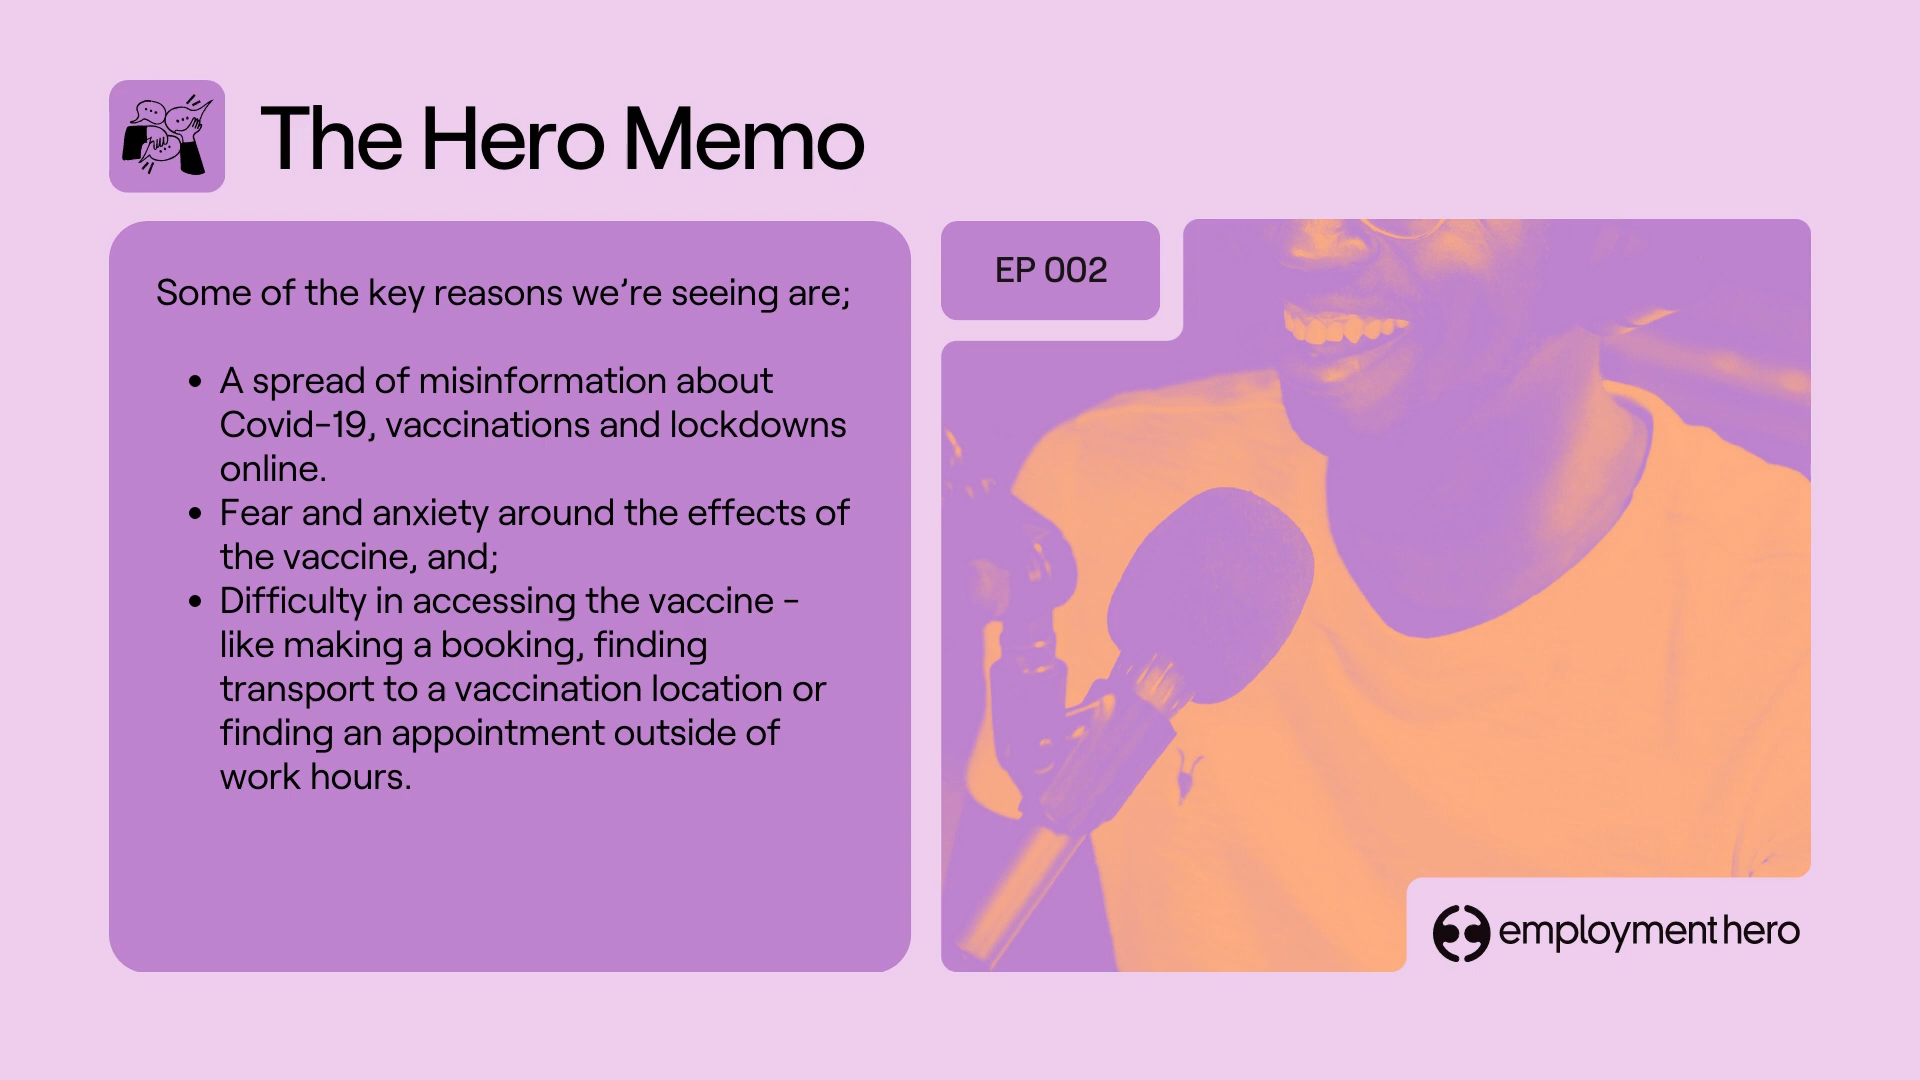 The Hero Memo
Some of the key reasons we’re seeing are;
• A spread of misinformation about
Covid-19, vaccinations and lockdowns
online.
• Fear and anxiety around the effects of
the vaccine, and;
• Difficulty in accessing the vaccine -
like making a booking, finding
transport to a vaccination location or
finding an appointment outside of
work hours.
EP 002
employment hero